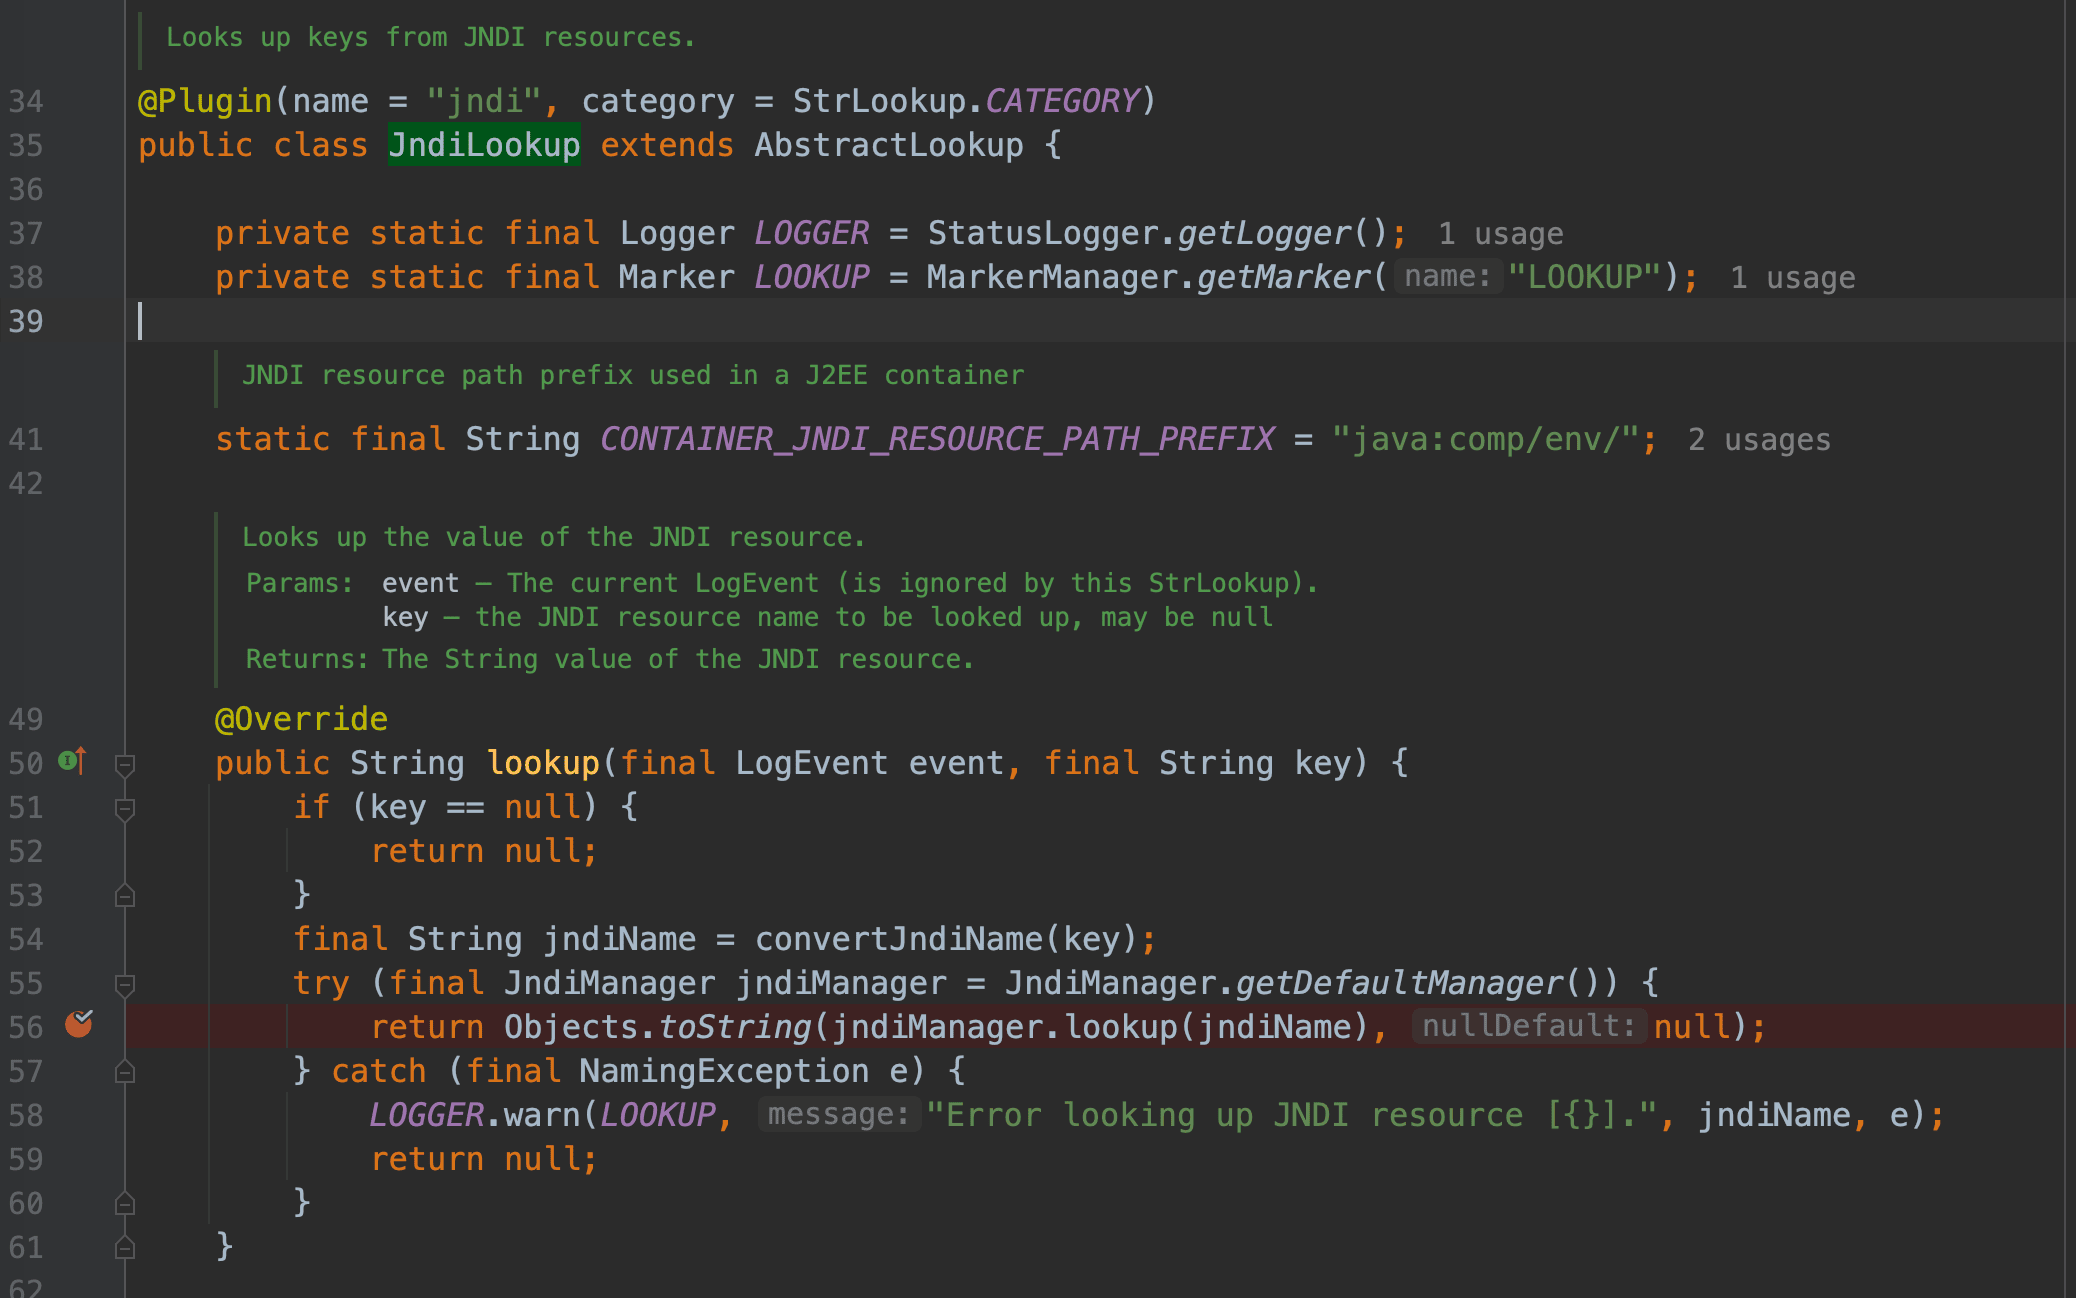 Looks up keys from JNDI resources.
34 @Plugin(name = "jndi", category = StrLookup.CATEGORY)
35 public class JndiLookup extends AbstractLookup {
36
37 private static final Logger LOGGER = StatusLogger.getLogger(); 1 usage
38 private static final Marker LOOKUP = MarkerManager.getMarker( name: "LOOKUP"); 1 usage
39
JNDI resource path prefix used in a J2EE container
41 static final String CONTAINER_JNDI_RESOURCE_PATH_PREFIX = "java:comp/env/"; 2 usages
42
Looks up the value of the JNDI resource.
Params: event – The current LogEvent (is ignored by this StrLookup).
key – the JNDI resource name to be looked up, may be null
Returns: The String value of the JNDI resource.
49 @Override
50 public String lookup(final LogEvent event, final String key) {
51 if (key == null) {
52 return null;
53 }
54 final String jndiName = convertJndiName(key);
55 try (final JndiManager jndiManager = JndiManager.getDefaultManager()) {
56 return Objects.toString(jndiManager.lookup(jndiName), nullDefault: null);
57 } catch (final NamingException e) {
58 LOGGER.warn(LOOKUP, message: "Error looking up JNDI resource [{}].", jndiName, e);
59 return null;
60 }
61 }
62